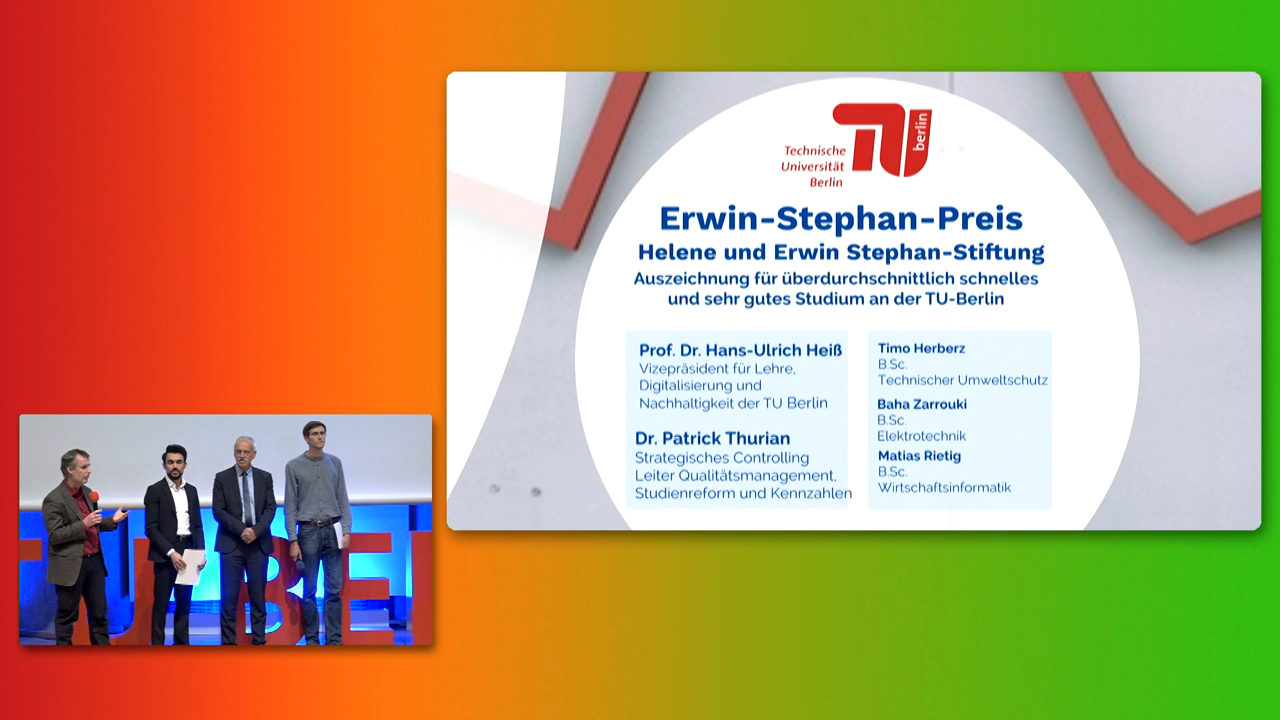 Technische
Universität
Berlin
berlin
Erwin-Stephan-Preis
Helene und Erwin Stephan-Stiftung
Auszeichnung für überdurchschnittlich schnelles
und sehr gutes Studium an der TU-Berlin
Prof. Dr. Hans-Ulrich Heiß
Vizepräsident für Lehre,
Digitalisierung und
Nachhaltigkeit der TU Berlin
Dr. Patrick Thurian
Strategisches Controlling
Leiter Qualitätsmanagement,
Studienreform und Kennzahlen
Timo Herberz
B.Sc.
Technischer Umweltschutz
Baha Zarrouki
B.Sc.
Elektrotechnik
Matias Rietig
B.Sc.
Wirtschaftsinformatik
TU BE